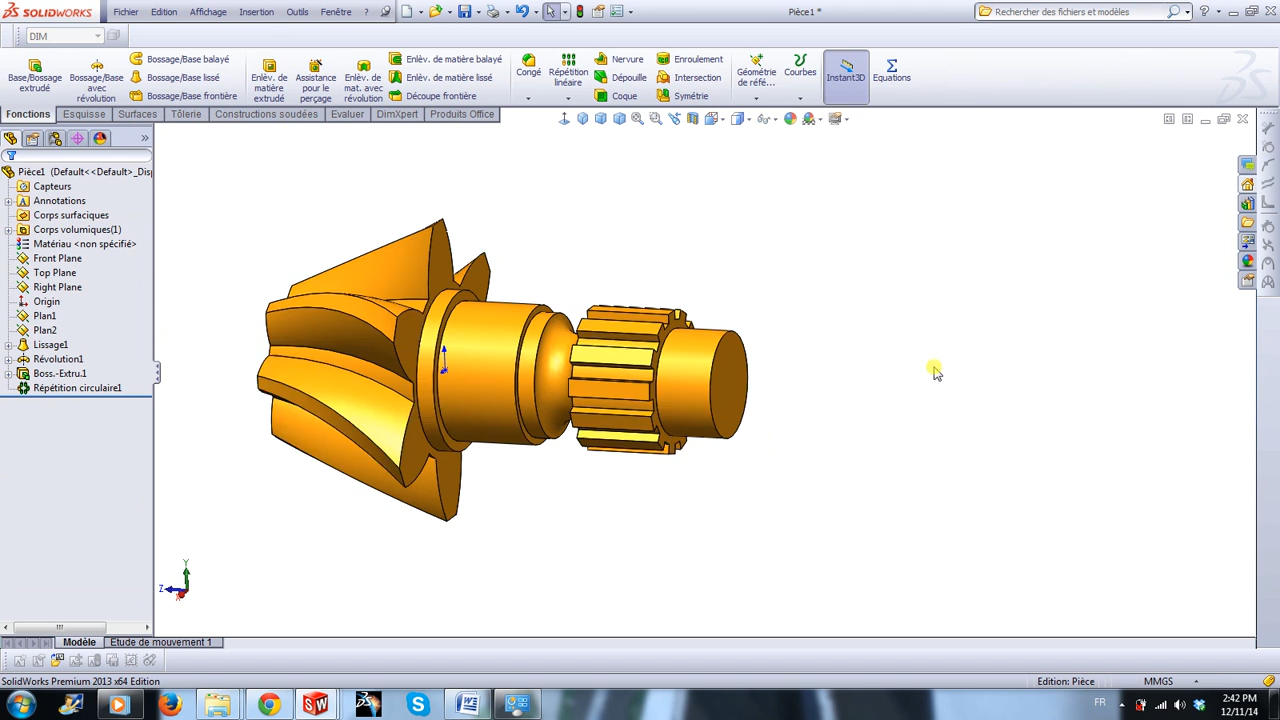 SOLIDWORKS Fichier Edition Affichage Insertion Outils Fenêtre ? Pièce1 * Rechercher des fichiers et modèles
DIM
Base/Bossage extrudé
Bossage/Base avec révolution
Bossage/Base balayé
Bossage/Base lissé
Bossage/Base frontière
Enlèv. de matière extrudé
Assistance pour le perçage
Enlèv. de mat. avec révolution
Enlèv. de matière balayé
Enlèv. de matière lissé
Découpe frontière
Congé
Répétition linéaire
Nervure
Dépouille
Coque
Enroulement
Intersection
Symétrie
Géométrie de réfé...
Courbes
Instant3D
Equations
Fonctions Esquisse Surfaces Tôlerie Constructions soudées Evaluer DimXpert Produits Office
Pièce1 (Default<<Default>_Disp
Capteurs
Annotations
Corps surfaciques
Corps volumiques(1)
Matériau <non spécifié>
Front Plane
Top Plane
Right Plane
Origin
Plan1
Plan2
Lissage1
Révolution1
Boss.-Extru.1
Répétition circulaire1
Y
Z
X
Modèle Etude de mouvement 1
SolidWorks Premium 2013 x64 Edition Edition: Pièce MMGS
FR 2:42 PM
12/11/14